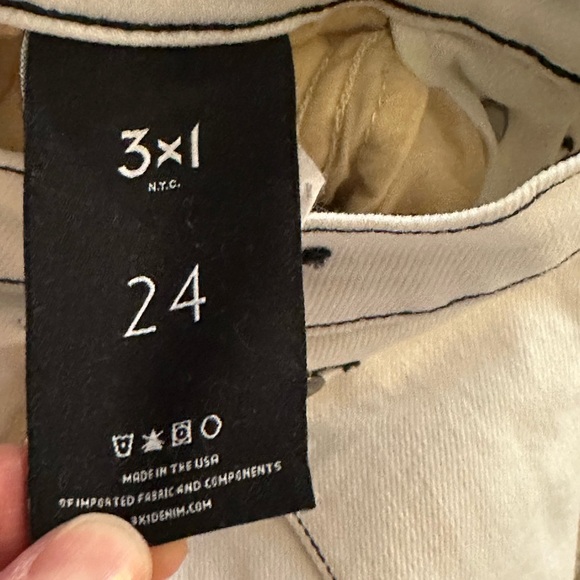 3x1
N.Y.C.
24
MADE IN THE USA
OF IMPORTED FABRIC AND COMPONENTS
3X1DENIM.COM